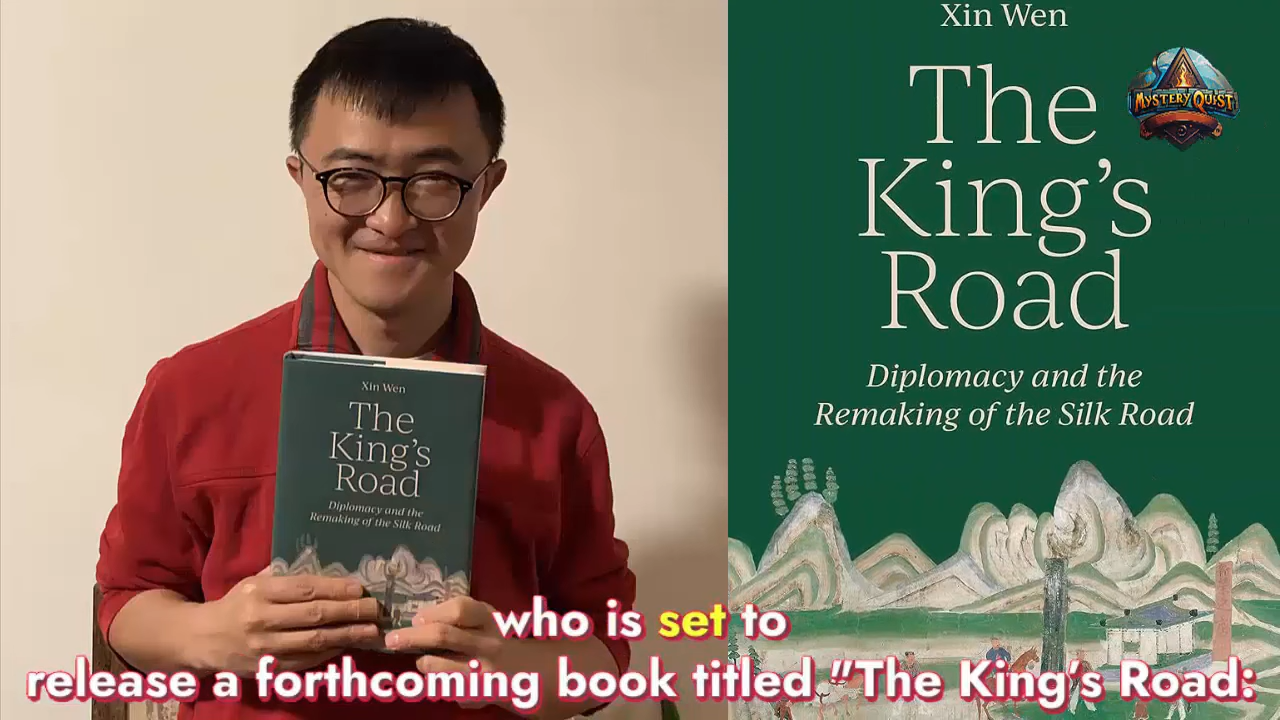 Xin Wen
The
King's
Road
Diplomacy and the
Remaking of the Silk Road
MYSTERY QUEST
Xin Wen
The
King’s
Road
Diplomacy and the
Remaking of the Silk Road
who is set to
release a forthcoming book titled "The King's Road: